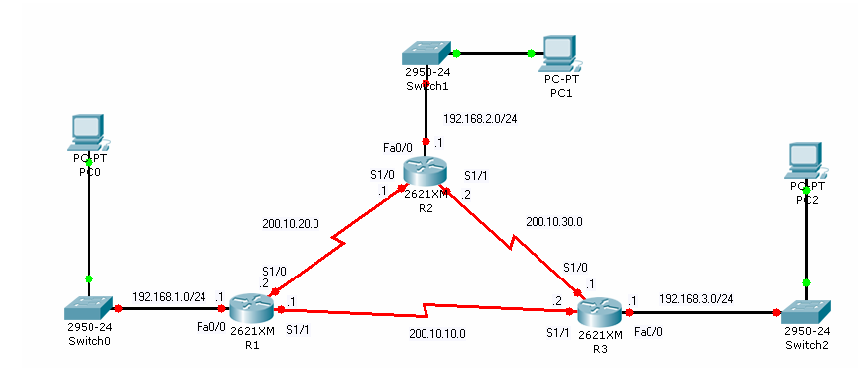 2950-24
Switch1
PC-PT
PC1
192.168.2.0/24
Fa0/0
.1
PC-PT
PC0
S1/0
.1
2621XM
R2
S1/1
.2
PC-PT
PC2
200.10.20.0
200.10.30.0
S1/0
.2
S1/0
.1
192.168.1.0/24
.1
Fa0/0
2621XM
R1
.1
S1/1
200.10.10.0
.2
S1/1
2621XM
R3
.1
Fa0/0
192.168.3.0/24
2950-24
Switch0
2950-24
Switch2